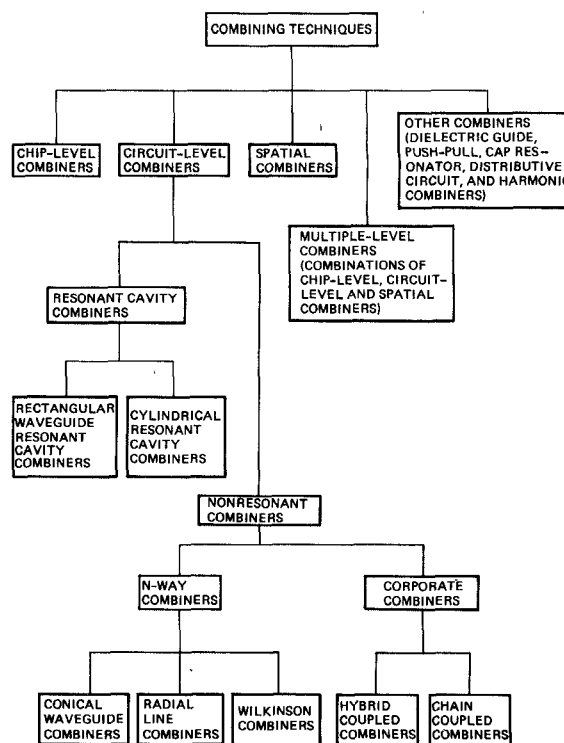 COMBINING TECHNIQUES
CHIP-LEVEL
COMBINERS
CIRCUIT-LEVEL
COMBINERS
SPATIAL
COMBINERS
OTHER COMBINERS
(DIELECTRIC GUIDE,
PUSH-PULL, CAP RES-
ONATOR, DISTRIBUTIVE
CIRCUIT, AND HARMONIC
COMBINERS)
MULTIPLE-LEVEL
COMBINERS
(COMBINATIONS OF
CHIP-LEVEL, CIRCUIT-
LEVEL AND SPATIAL
COMBINERS)
RESONANT CAVITY
COMBINERS
RECTANGULAR
WAVEGUIDE
RESONANT
CAVITY
COMBINERS
CYLINDRICAL
RESONANT
CAVITY
COMBINERS
NONRESONANT
COMBINERS
N-WAY
COMBINERS
CORPORATE
COMBINERS
CONICAL
WAVEGUIDE
COMBINERS
RADIAL
LINE
COMBINERS
WILKINSON
COMBINERS
HYBRID
COUPLED
COMBINERS
CHAIN
COUPLED
COMBINERS